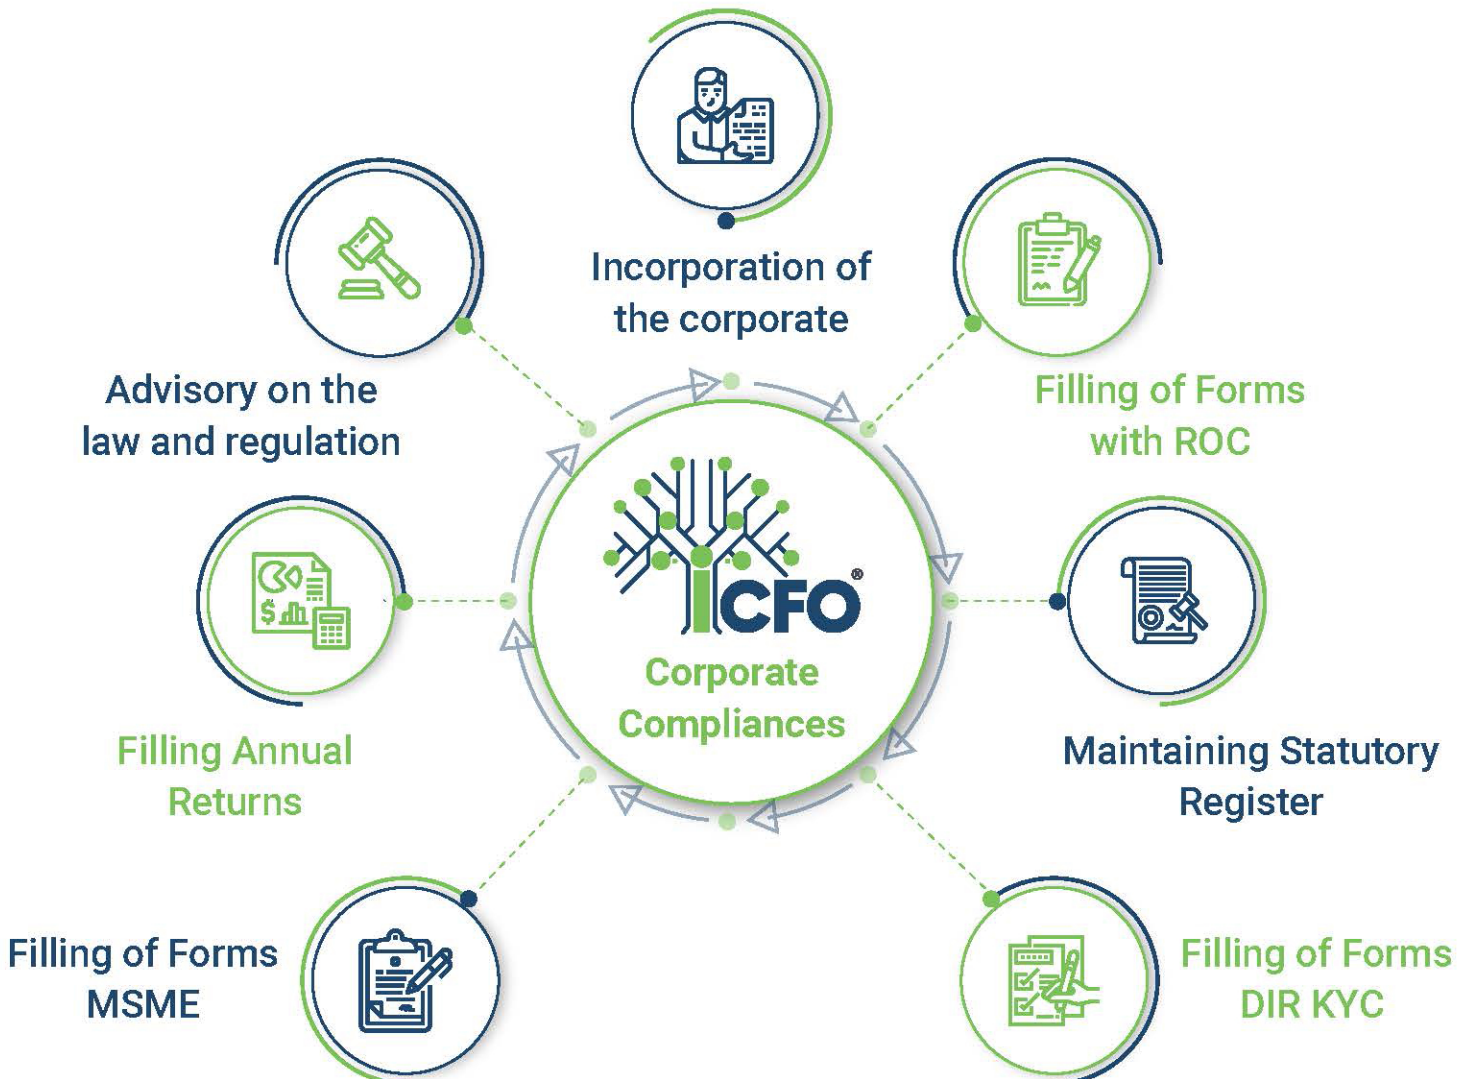 Incorporation of
the corporate
Filling of Forms
with ROC
Maintaining Statutory
Register
Filling of Forms
DIR KYC
Filling of Forms
MSME
Filling Annual
Returns
Advisory on the
law and regulation
iCFO®
Corporate
Compliances